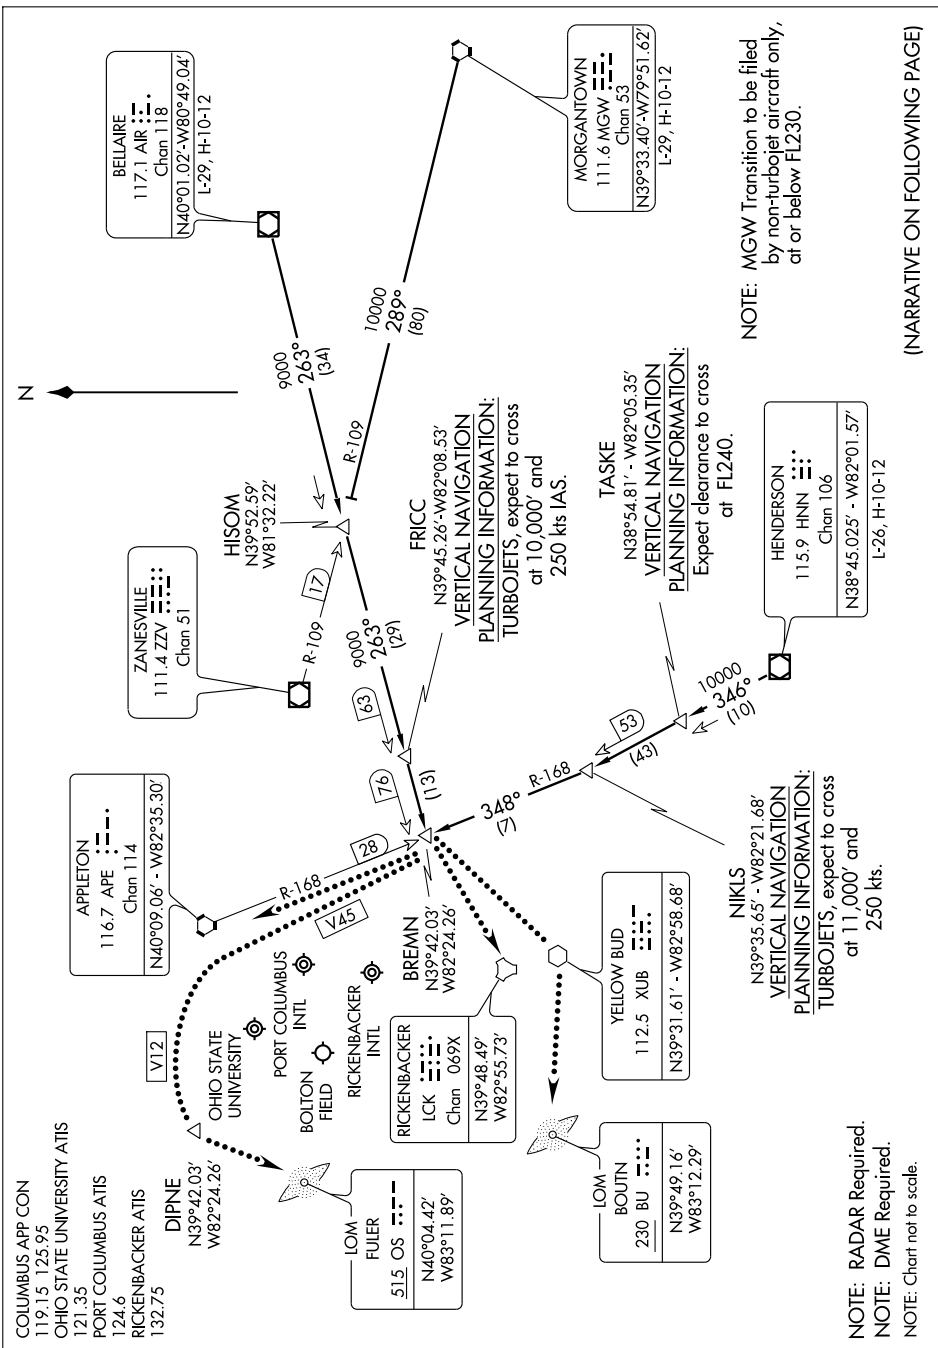 COLUMBUS APP CON
119.15 125.95
OHIO STATE UNIVERSITY ATIS
121.35
PORT COLUMBUS ATIS
124.6
RICKENBACKER ATIS
132.75
N
BELLAIRE
117.1 AIR
Chan 118
N40°01.02'-W80°49.04'
L-29, H-10-12
ZANESVILLE
111.4 ZZV
Chan 51
APPLETON
116.7 APE
Chan 114
N40°09.06' - W82°35.30'
HISOM
N39°52.59'
W81°32.22'
9000
263°
(34)
R-109
10000
289°
(80)
MORGANTOWN
111.6 MGW
Chan 53
N39°33.40'-W79°51.62'
L-29, H-10-12
R-109
17
9000
263°
(29)
63
76
(13)
FRICC
N39°45.26'-W82°08.53'
VERTICAL NAVIGATION
PLANNING INFORMATION:
TURBOJETS, expect to cross
at 10,000' and
250 kts IAS.
R-168
28
V45
V12
DIPNE
N39°42.03'
W82°24.26'
OHIO STATE
UNIVERSITY
PORT COLUMBUS
INTL
BOLTON
FIELD
RICKENBACKER
INTL
BREMN
N39°42.03'
W82°24.26'
348°
(7)
R-168
53
(43)
10000
346°
(10)
TASKE
N38°54.81' - W82°05.35'
VERTICAL NAVIGATION
PLANNING INFORMATION:
Expect clearance to cross
at FL240.
LOM
FULER
515 OS
N40°04.42'
W83°11.89'
RICKENBACKER
LCK
Chan 069X
N39°48.49'
W82°55.73'
YELLOW BUD
112.5 XUB
N39°31.61' - W82°58.68'
LOM
BOUTN
230 BU
N39°49.16'
W83°12.29'
NIKLS
N39°35.65' - W82°21.68'
VERTICAL NAVIGATION
PLANNING INFORMATION:
TURBOJETS, expect to cross
at 11,000' and
250 kts.
HENDERSON
115.9 HNN
Chan 106
N38°45.025' - W82°01.57'
L-26, H-10-12
NOTE: MGW Transition to be filed
by non-turbojet aircraft only,
at or below FL230.
NOTE: RADAR Required.
NOTE: DME Required.
NOTE: Chart not to scale.
(NARRATIVE ON FOLLOWING PAGE)